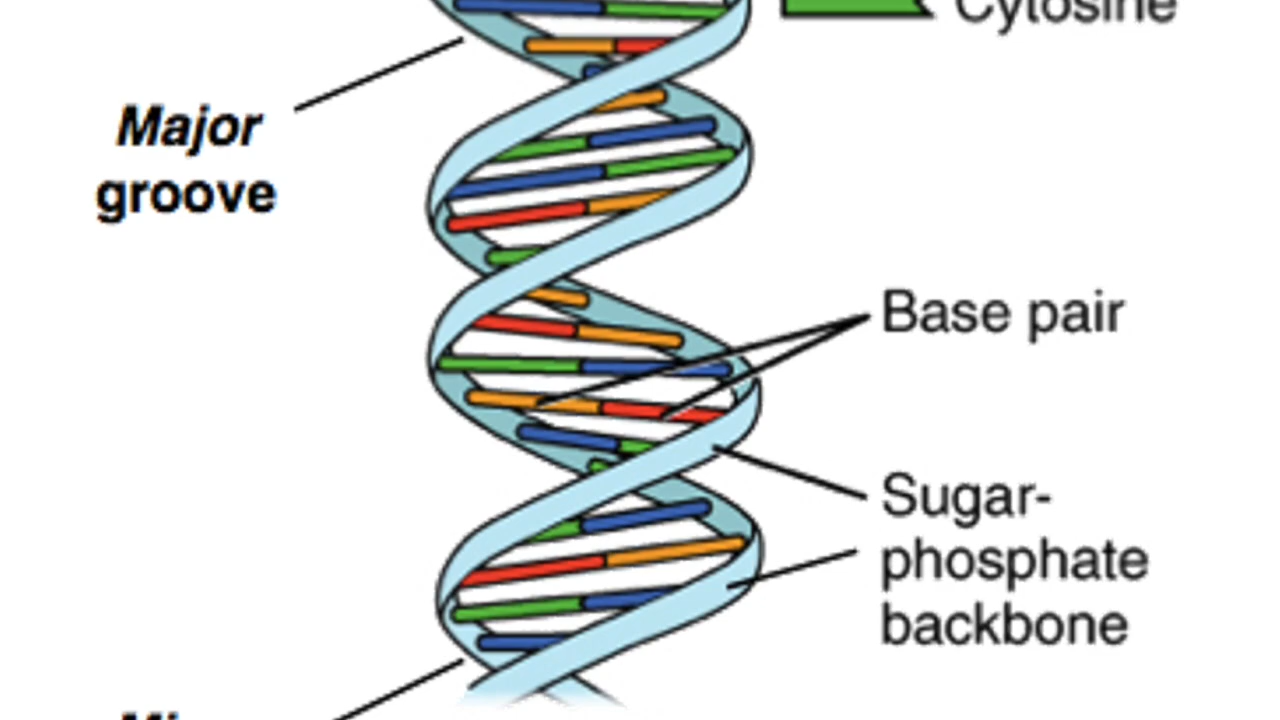 Cytosine
Major
groove
Base pair
Sugar-
phosphate
backbone